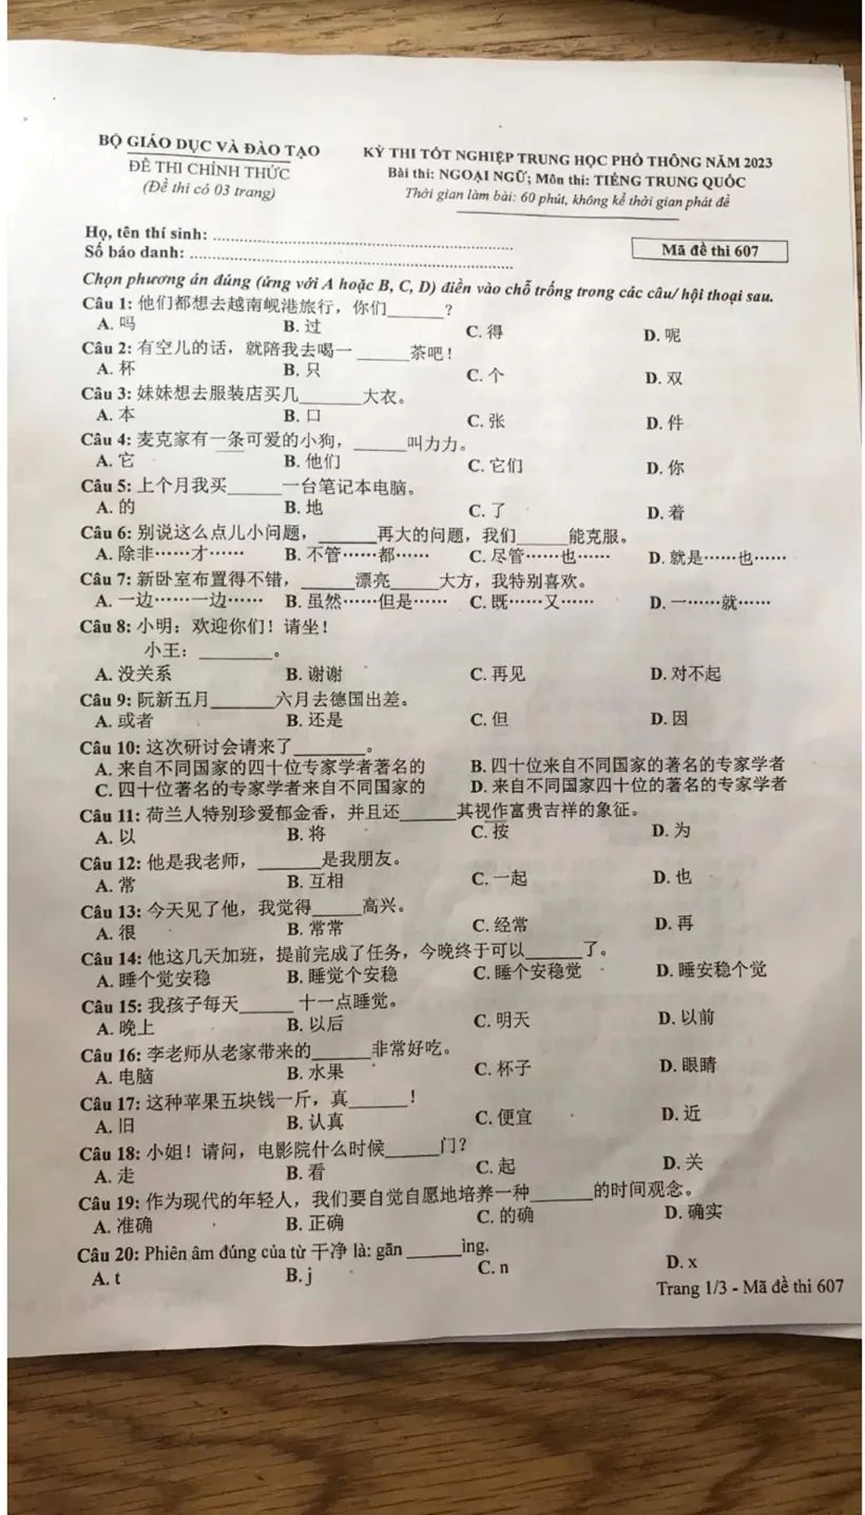 BỘ GIÁO DỤC VÀ ĐÀO TẠO
KỲ THI TỐT NGHIỆP TRUNG HỌC PHỔ THÔNG NĂM 2023
ĐỀ THI CHÍNH THỨC
Bài thi: NGOẠI NGỮ; Môn thi: TIẾNG TRUNG QUỐC
(Đề thi có 03 trang)
Thời gian làm bài: 60 phút, không kể thời gian phát đề
Họ, tên thí sinh: ........................
Số báo danh: ........................
Mã đề thi 607
Chọn phương án đúng (ứng với A hoặc B, C, D) điền vào chỗ trống trong các câu/ hội thoại sau.
Câu 1: 他们都想去越南岘港旅行，你们______?
A. 吗 B. 过 C. 得 D. 呢
Câu 2: 有空儿的话，就陪我去喝一 ______茶吧！
A. 杯 B. 只 C. 个 D. 双
Câu 3: 妹妹想去服装店买几______大衣。
A. 本 B. 口 C. 张 D. 件
Câu 4: 麦克家有一条可爱的小狗，______叫力力。
A. 它 B. 他们 C. 它们 D. 你
Câu 5: 上个月我买______一台笔记本电脑。
A. 的 B. 地 C. 了 D. 着
Câu 6: 别说这么点儿小问题，______再大的问题，我们______能克服。
A. 除非……才…… B. 不管……都…… C. 尽管……也…… D. 就是……也……
Câu 7: 新卧室布置得不错，______漂亮______大方，我特别喜欢。
A. 一边……一边…… B. 虽然……但是…… C. 既……又…… D. 一……就……
Câu 8: 小明：欢迎你们！请坐！
小王：________。
A. 没关系 B. 谢谢 C. 再见 D. 对不起
Câu 9: 阮新五月______六月去德国出差。
A. 或者 B. 还是 C. 但 D. 因
Câu 10: 这次研讨会请来了________。
A. 来自不同国家的四十位专家学者著名的 B. 四十位来自不同国家的著名的专家学者
C. 四十位著名的专家学者来自不同国家的 D. 来自不同国家四十位的著名的专家学者
Câu 11: 荷兰人特别珍爱郁金香，并且还______其视作富贵吉祥的象征。
A. 以 B. 将 C. 按 D. 为
Câu 12: 他是我老师，______是我朋友。
A. 常 B. 互相 C. 一起 D. 也
Câu 13: 今天见了他，我觉得______高兴。
A. 很 B. 常常 C. 经常 D. 再
Câu 14: 他这几天加班，提前完成了任务，今晚终于可以______了。
A. 睡个觉安稳 B. 睡觉个安稳 C. 睡个安稳觉 D. 睡安稳个觉
Câu 15: 我孩子每天______ 十一点睡觉。
A. 晚上 B. 以后 C. 明天 D. 以前
Câu 16: 李老师从老家带来的______非常好吃。
A. 电脑 B. 水果 C. 杯子 D. 眼睛
Câu 17: 这种苹果五块钱一斤，真______！
A. 旧 B. 认真 C. 便宜 D. 近
Câu 18: 小姐！请问，电影院什么时候______门？
A. 走 B. 看 C. 起 D. 关
Câu 19: 作为现代的年轻人，我们要自觉自愿地培养一种______的时间观念。
A. 准确 B. 正确 C. 的确 D. 确实
Câu 20: Phiên âm đúng của từ 干净 là: gān ______ìng.
A. t B. j C. n D. x
Trang 1/3 - Mã đề thi 607